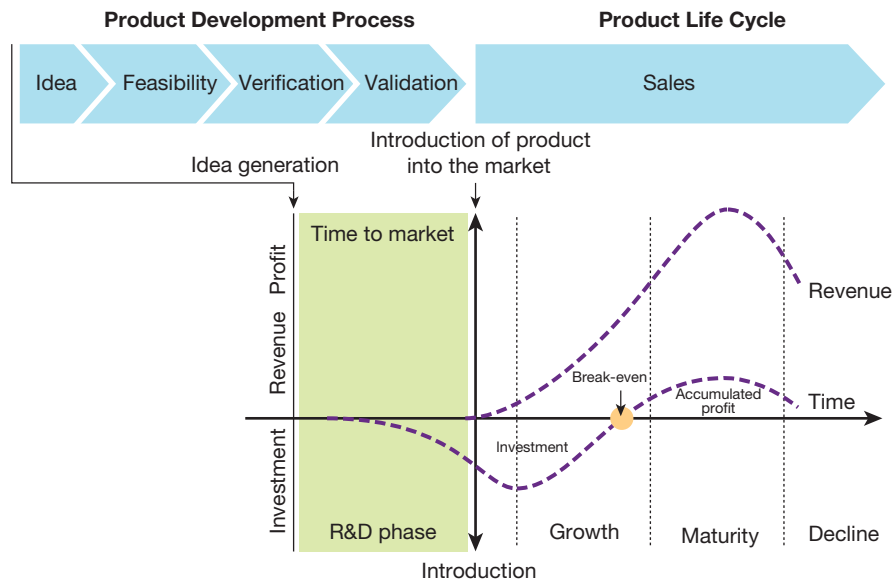 Product Development Process
Product Life Cycle
Idea
Feasibility
Verification
Validation
Sales
Idea generation
Introduction of product
into the market
Time to market
Profit
Revenue
Investment
Revenue
Break-even
Accumulated
profit
Time
Investment
R&D phase
Growth
Maturity
Decline
Introduction